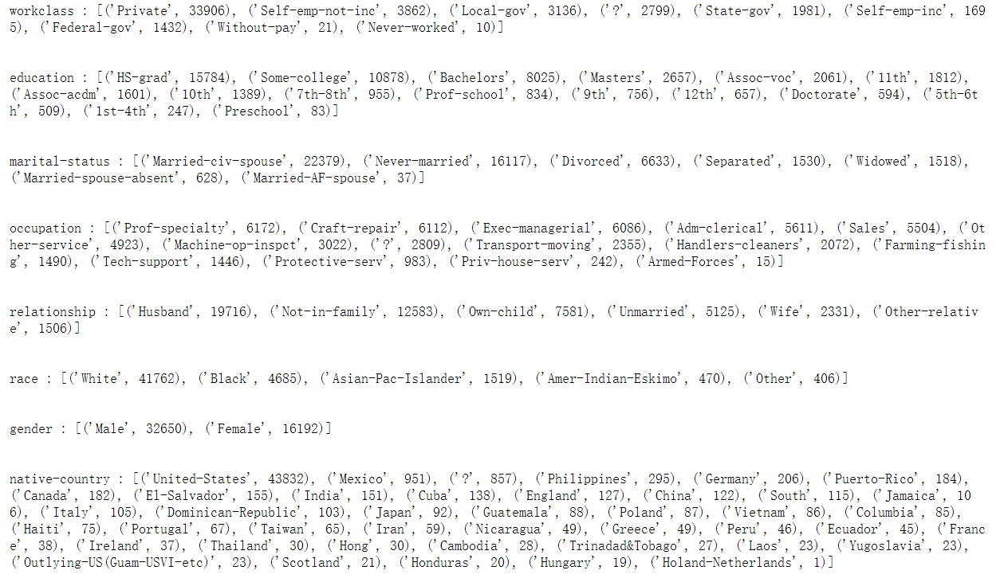 workclass : [('Private', 33906), ('Self-emp-not-inc', 3862), ('Local-gov', 3136), ('?', 2799), ('State-gov', 1981), ('Self-emp-inc', 169
5), ('Federal-gov', 1432), ('Without-pay', 21), ('Never-worked', 10)]
education : [('HS-grad', 15784), ('Some-college', 10878), ('Bachelors', 8025), ('Masters', 2657), ('Assoc-voc', 2061), ('11th', 1812),
('Assoc-acdm', 1601), ('10th', 1389), ('7th-8th', 955), ('Prof-school', 834), ('9th', 756), ('12th', 657), ('Doctorate', 594), ('5th-6t
h', 509), ('1st-4th', 247), ('Preschool', 83)]
marital-status : [('Married-civ-spouse', 22379), ('Never-married', 16117), ('Divorced', 6633), ('Separated', 1530), ('Widowed', 1518),
('Married-spouse-absent', 628), ('Married-AF-spouse', 37)]
occupation : [('Prof-specialty', 6172), ('Craft-repair', 6112), ('Exec-managerial', 6086), ('Adm-clerical', 5611), ('Sales', 5504), ('Ot
her-service', 4923), ('Machine-op-inspct', 3022), ('?', 2809), ('Transport-moving', 2355), ('Handlers-cleaners', 2072), ('Farming-fishin
g', 1490), ('Tech-support', 1446), ('Protective-serv', 983), ('Priv-house-serv', 242), ('Armed-Forces', 15)]
relationship : [('Husband', 19716), ('Not-in-family', 12583), ('Own-child', 7581), ('Unmarried', 5125), ('Wife', 2331), ('Other-relativ
e', 1506)]
race : [('White', 41762), ('Black', 4685), ('Asian-Pac-Islander', 1519), ('Amer-Indian-Eskimo', 470), ('Other', 406)]
gender : [('Male', 32650), ('Female', 16192)]
native-country : [('United-States', 43832), ('Mexico', 951), ('?', 857), ('Philippines', 295), ('Germany', 206), ('Puerto-Rico', 184),
('Canada', 182), ('El-Salvador', 155), ('India', 151), ('Cuba', 138), ('England', 127), ('China', 122), ('South', 115), ('Jamaica', 10
6), ('Italy', 105), ('Dominican-Republic', 103), ('Japan', 92), ('Guatemala', 88), ('Poland', 87), ('Vietnam', 86), ('Columbia', 85),
('Haiti', 75), ('Portugal', 67), ('Taiwan', 65), ('Iran', 59), ('Nicaragua', 49), ('Greece', 49), ('Peru', 46), ('Ecuador', 45), ('Franc
e', 38), ('Ireland', 37), ('Thailand', 30), ('Hong', 30), ('Cambodia', 28), ('Trinadad&Tobago', 27), ('Laos', 23), ('Yugoslavia', 23),
('Outlying-US(Guam-USVI-etc)', 23), ('Scotland', 21), ('Honduras', 20), ('Hungary', 19), ('Holand-Netherlands', 1)]